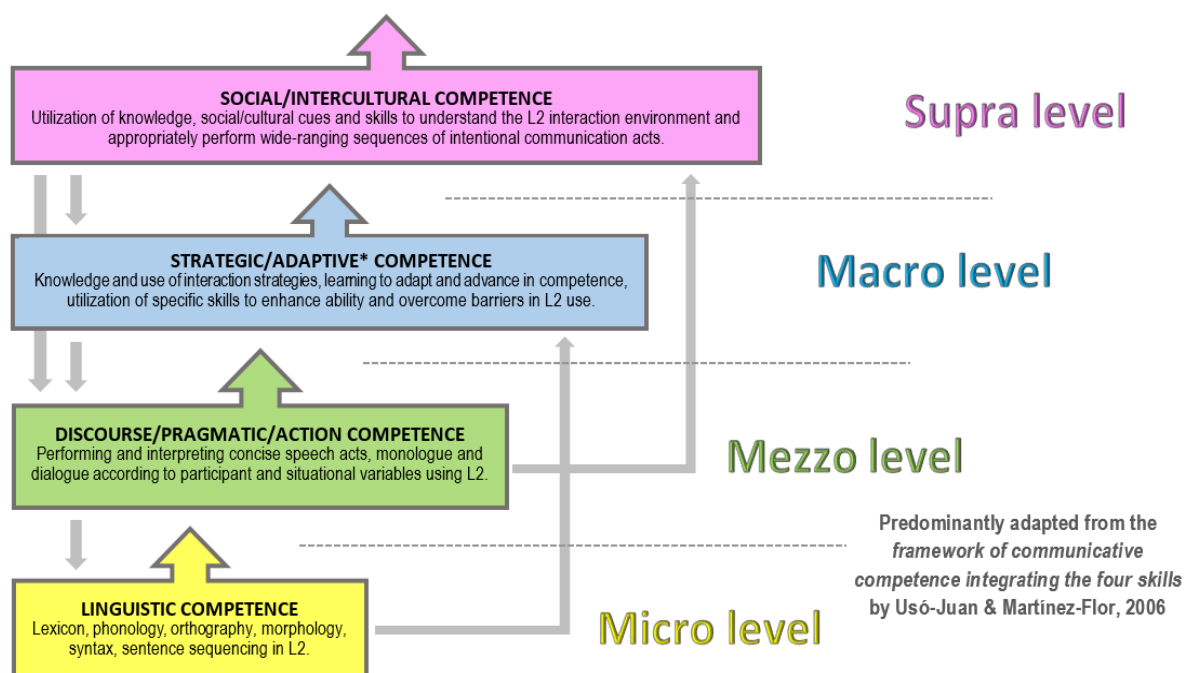 SOCIAL/INTERCULTURAL COMPETENCE
Utilization of knowledge, social/cultural cues and skills to understand the L2 interaction environment and
appropriately perform wide-ranging sequences of intentional communication acts.
Supra level
STRATEGIC/ADAPTIVE* COMPETENCE
Knowledge and use of interaction strategies, learning to adapt and advance in competence,
utilization of specific skills to enhance ability and overcome barriers in L2 use.
Macro level
DISCOURSE/PRAGMATIC/ACTION COMPETENCE
Performing and interpreting concise speech acts, monologue and
dialogue according to participant and situational variables using L2.
Mezzo level
Predominantly adapted from the
framework of communicative
competence integrating the four skills
by Usó-Juan & Martínez-Flor, 2006
LINGUISTIC COMPETENCE
Lexicon, phonology, orthography, morphology,
syntax, sentence sequencing in L2.
Micro level